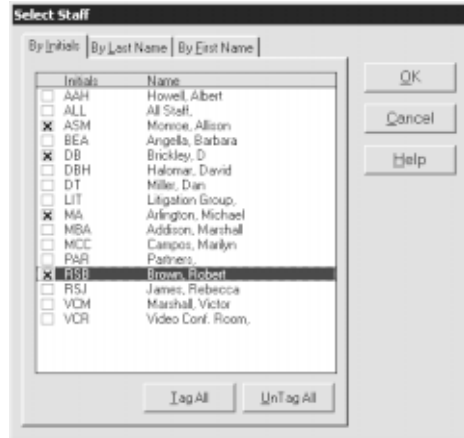 Select Staff
By Initials By Last Name By First Name
Initials Name
AAH Howell, Albert
ALL All Staff,
ASM Monroe, Allison
BEA Angella, Barbara
DB Brickley, D
DBH Halomar, David
DT Miller, Dan
LIT Litigation Group,
MA Arlington, Michael
MBA Addison, Marshall
MCC Campos, Marilyn
PAR Partners,
RSB Brown, Robert
RSJ James, Rebecca
VCM Marshall, Victor
VCR Video Conf. Room,
Tag All UnTag All
OK
Cancel
Help